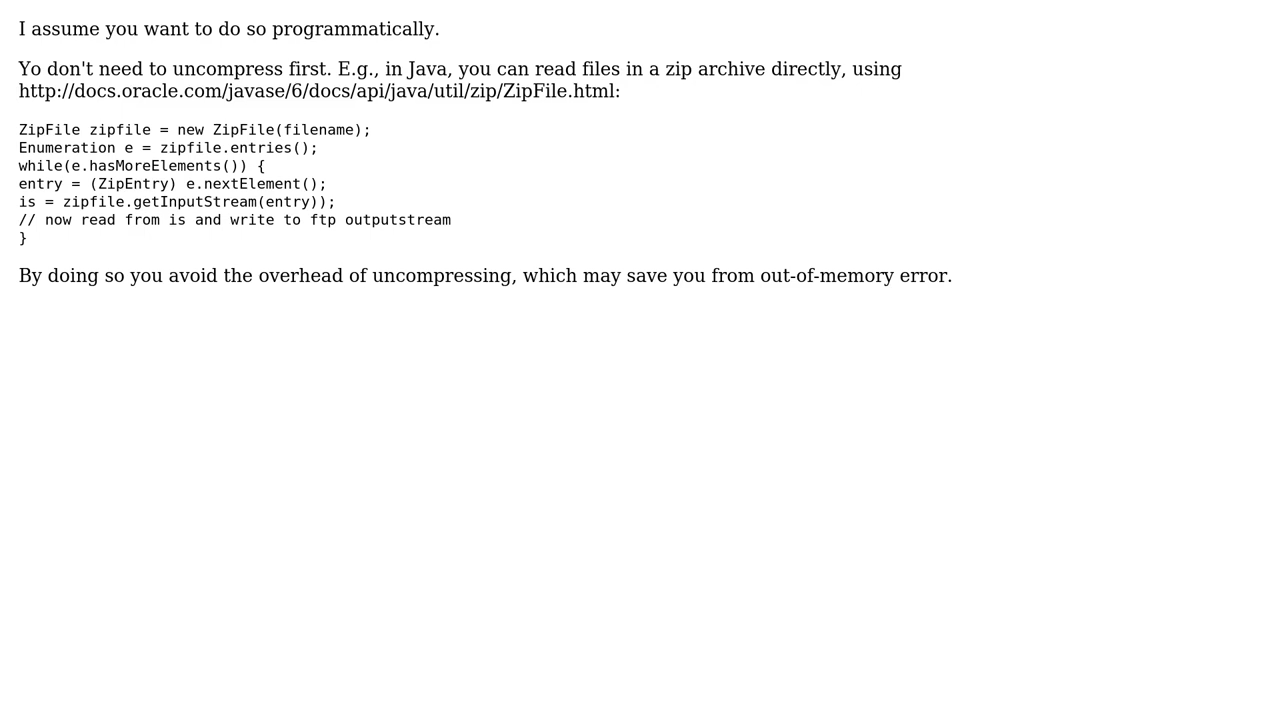 I assume you want to do so programmatically.
Yo don't need to uncompress first. E.g., in Java, you can read files in a zip archive directly, using
http://docs.oracle.com/javase/6/docs/api/java/util/zip/ZipFile.html:
ZipFile zipfile = new ZipFile(filename);
Enumeration e = zipfile.entries();
while(e.hasMoreElements()) {
entry = (ZipEntry) e.nextElement();
is = zipfile.getInputStream(entry));
// now read from is and write to ftp outputstream
}
By doing so you avoid the overhead of uncompressing, which may save you from out-of-memory error.